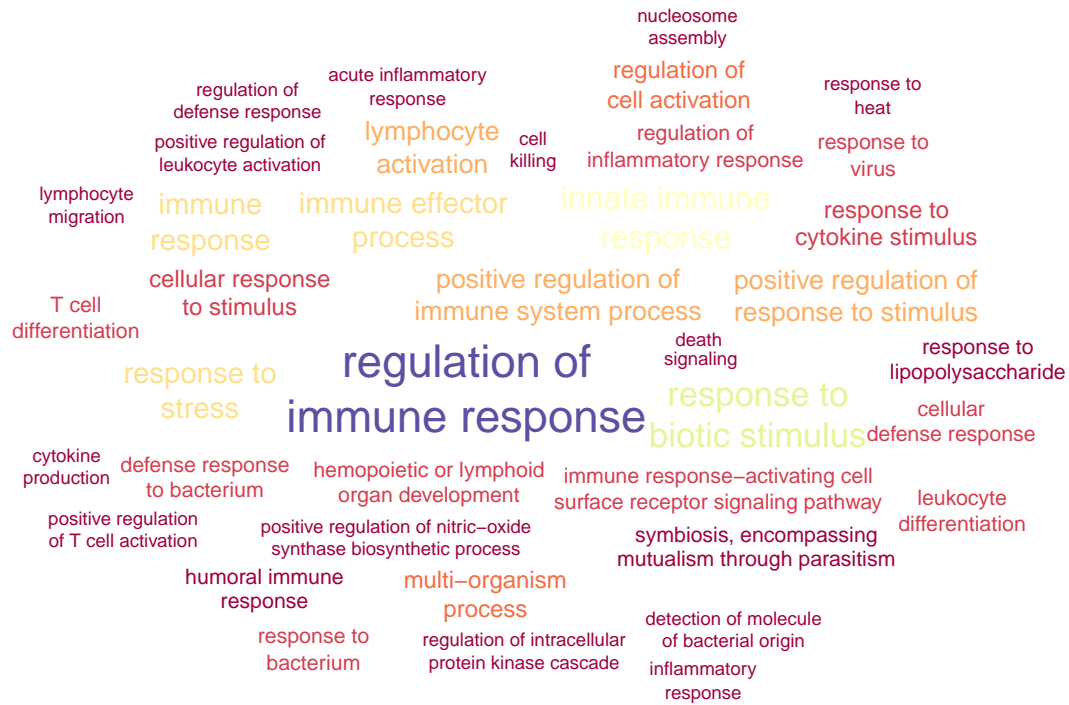 nucleosome
assembly
regulation of
cell activation
acute inflammatory
response
regulation of
defense response
response to
heat
lymphocyte
activation
cell
killing
regulation of
inflammatory response
response to
virus
positive regulation of
leukocyte activation
lymphocyte
migration
immune
response
immune effector
process
innate immune
response
response to
cytokine stimulus
cellular response
to stimulus
positive regulation of
immune system process
positive regulation of
response to stimulus
T cell
differentiation
death
signaling
response to
lipopolysaccharide
regulation of
immune response
response to
stress
response to
biotic stimulus
cellular
defense response
cytokine
production
defense response
to bacterium
hemopoietic or lymphoid
organ development
immune response−activating cell
surface receptor signaling pathway
leukocyte
differentiation
positive regulation
of T cell activation
positive regulation of nitric−oxide
synthase biosynthetic process
symbiosis, encompassing
mutualism through parasitism
humoral immune
response
multi−organism
process
response to
bacterium
regulation of intracellular
protein kinase cascade
detection of molecule
of bacterial origin
inflammatory
response